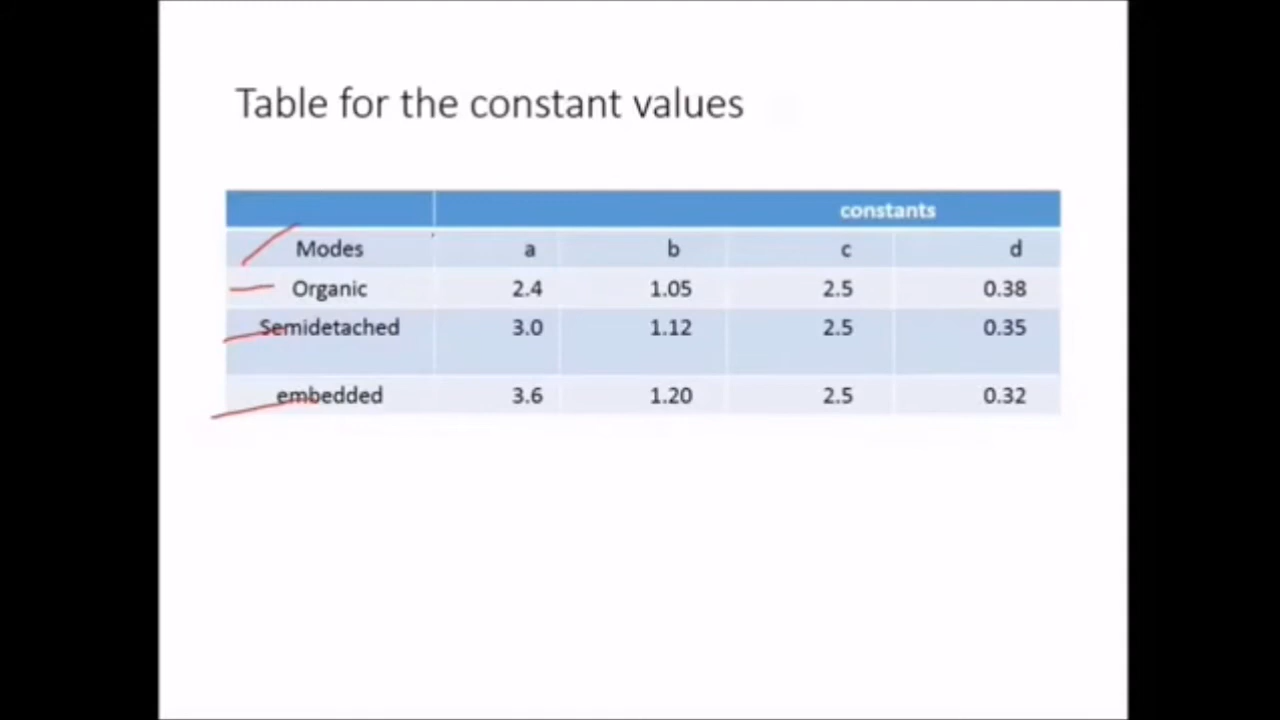 Table for the constant values
constants
Modes a b c d
Organic 2.4 1.05 2.5 0.38
Semidetached 3.0 1.12 2.5 0.35
embedded 3.6 1.20 2.5 0.32